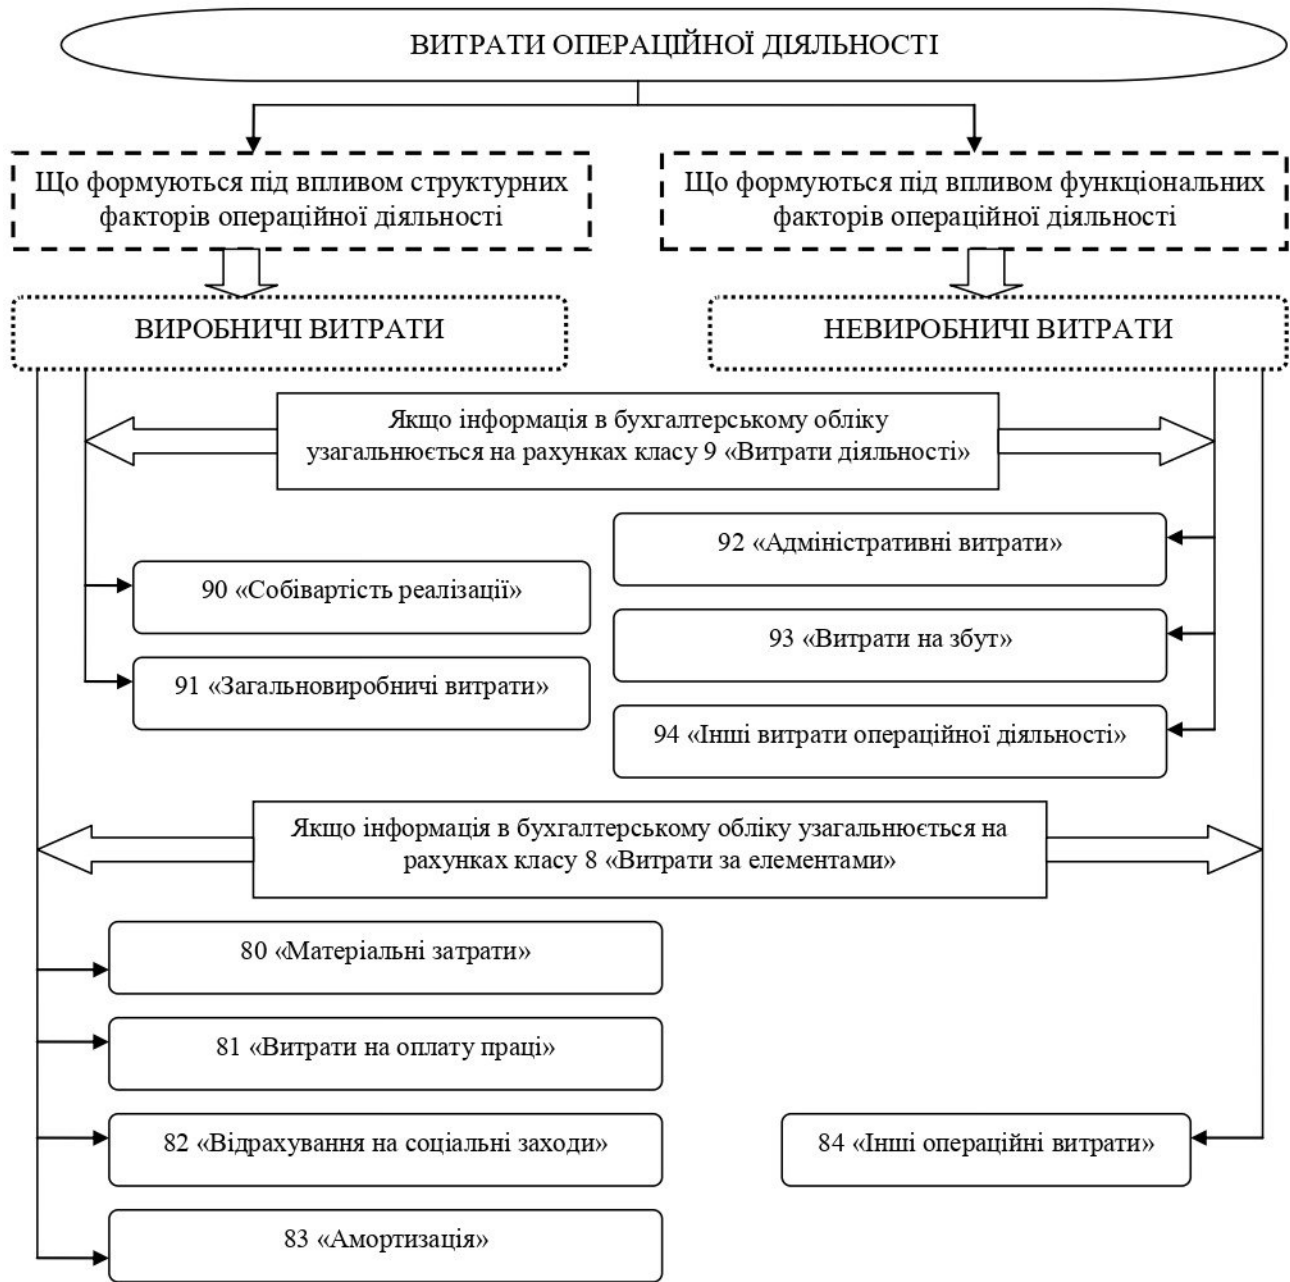 ВИТРАТИ ОПЕРАЦІЙНОЇ ДІЯЛЬНОСТІ
Що формуються під впливом структурних
факторів операційної діяльності
Що формуються під впливом функціональних
факторів операційної діяльності
ВИРОБНИЧІ ВИТРАТИ
НЕВИРОБНИЧІ ВИТРАТИ
Якщо інформація в бухгалтерському обліку
узагальнюється на рахунках класу 9 «Витрати діяльності»
92 «Адміністративні витрати»
90 «Собівартість реалізації»
93 «Витрати на збут»
91 «Загальновиробничі витрати»
94 «Інші витрати операційної діяльності»
Якщо інформація в бухгалтерському обліку узагальнюється на
рахунках класу 8 «Витрати за елементами»
80 «Матеріальні затрати»
81 «Витрати на оплату праці»
82 «Відрахування на соціальні заходи»
84 «Інші операційні витрати»
83 «Амортизація»